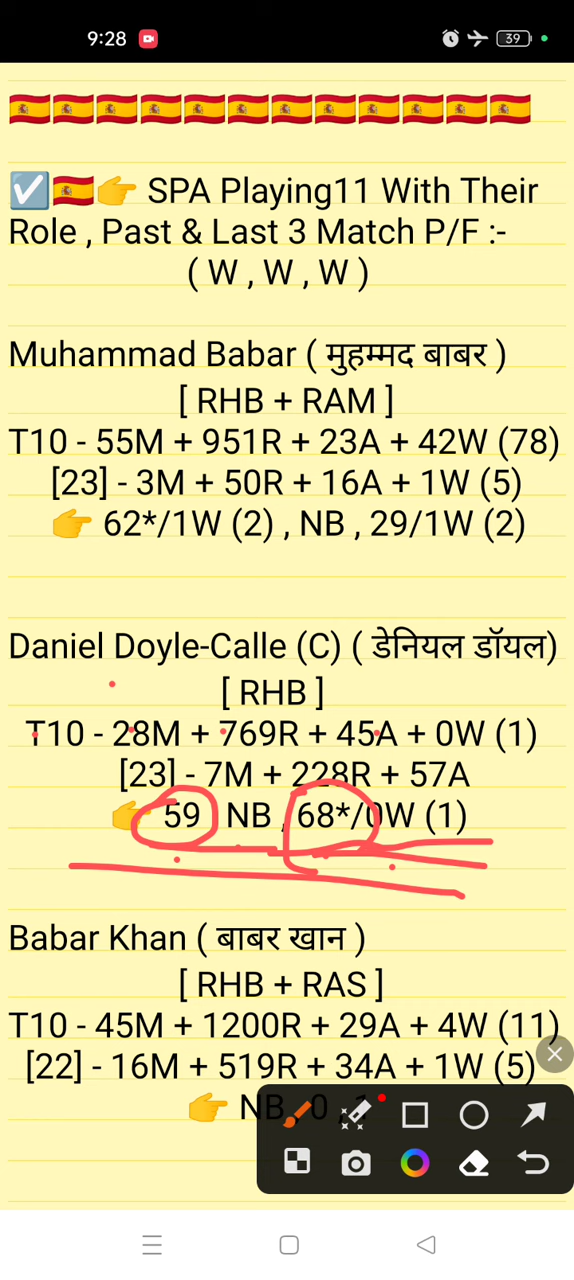 9:28
39
☑️🇪🇸👉 SPA Playing11 With Their
Role , Past & Last 3 Match P/F :-
( W , W , W )
Muhammad Babar ( मुहम्मद बाबर )
[ RHB + RAM ]
T10 - 55M + 951R + 23A + 42W (78)
[23] - 3M + 50R + 16A + 1W (5)
👉 62*/1W (2) , NB , 29/1W (2)
Daniel Doyle-Calle (C) ( डेनियल डॉयल)
[ RHB ]
T10 - 28M + 769R + 45A + 0W (1)
[23] - 7M + 228R + 57A
👉 59 NB , 68*/0W (1)
Babar Khan ( बाबर खान )
[ RHB + RAS ]
T10 - 45M + 1200R + 29A + 4W (11)
[22] - 16M + 519R + 34A + 1W (5)
👉 NB , 0 ,